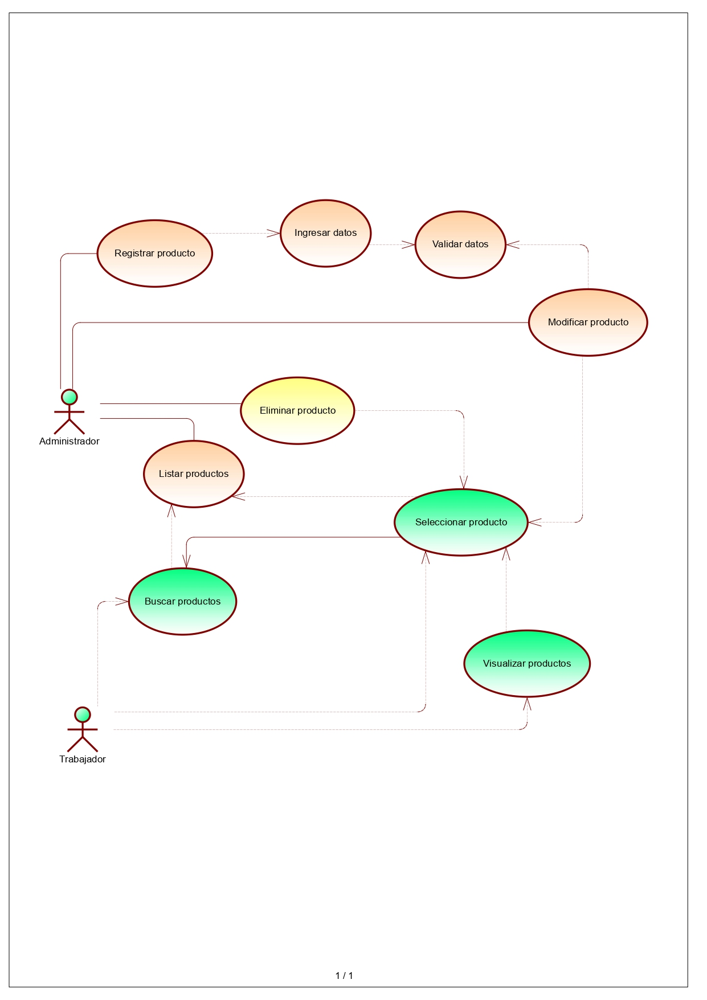 Ingresar datos
Validar datos
Registrar producto
Modificar producto
Eliminar producto
Administrador
Listar productos
Seleccionar producto
Buscar productos
Visualizar productos
Trabajador
1 / 1